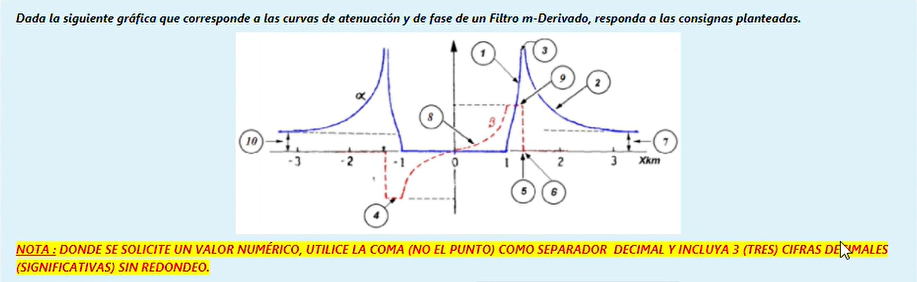 Dada la siguiente gráfica que corresponde a las curvas de atenuación y de fase de un Filtro m-Derivado, responda a las consignas planteadas.
1
3
9
2
α
8
β
10
7
-3
-2
-1
0
1
2
3
Xkm
5
6
4
NOTA : DONDE SE SOLICITE UN VALOR NUMÉRICO, UTILICE LA COMA (NO EL PUNTO) COMO SEPARADOR DECIMAL Y INCLUYA 3 (TRES) CIFRAS DECIMALES
(SIGNIFICATIVAS) SIN REDONDEO.